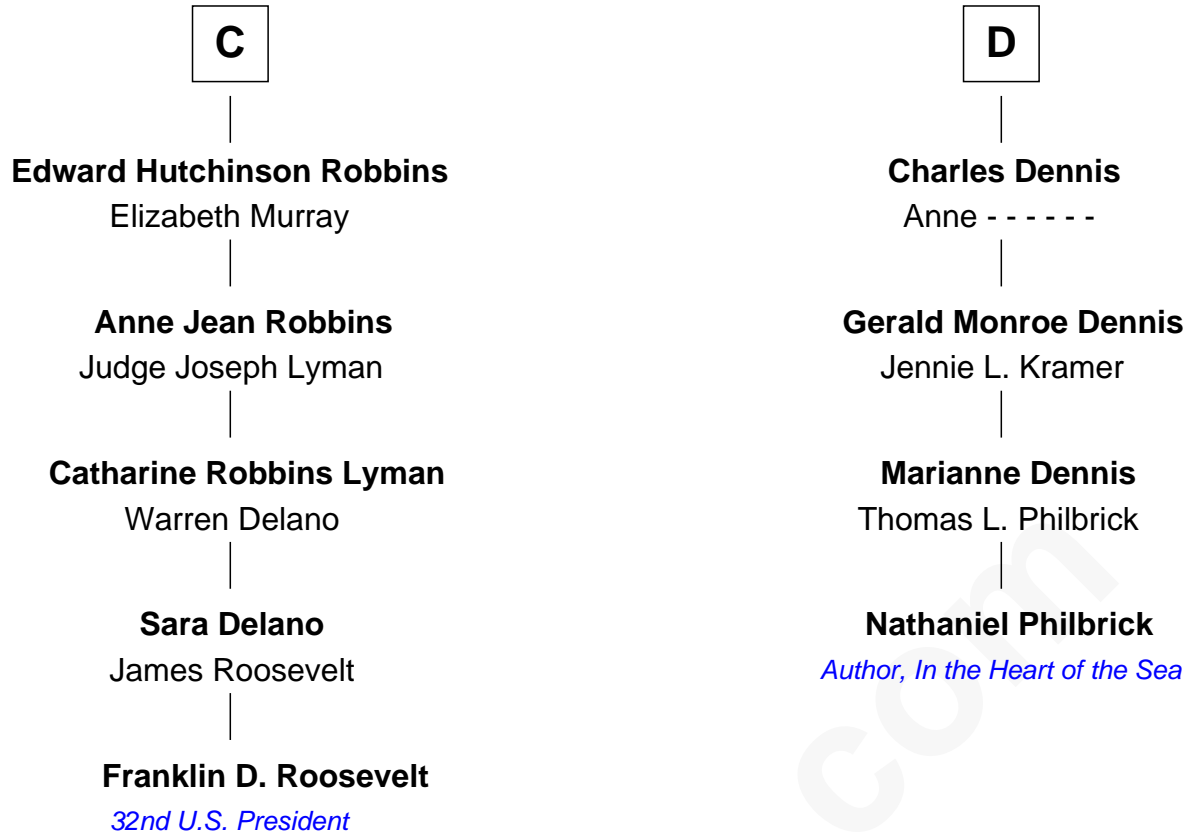 C
Edward Hutchinson Robbins
Elizabeth Murray
Anne Jean Robbins
Judge Joseph Lyman
Catharine Robbins Lyman
Warren Delano
Sara Delano
James Roosevelt
Franklin D. Roosevelt
32nd U.S. President
D
Charles Dennis
Anne - - - - - -
Gerald Monroe Dennis
Jennie L. Kramer
Marianne Dennis
Thomas L. Philbrick
Nathaniel Philbrick
Author, In the Heart of the Sea
com